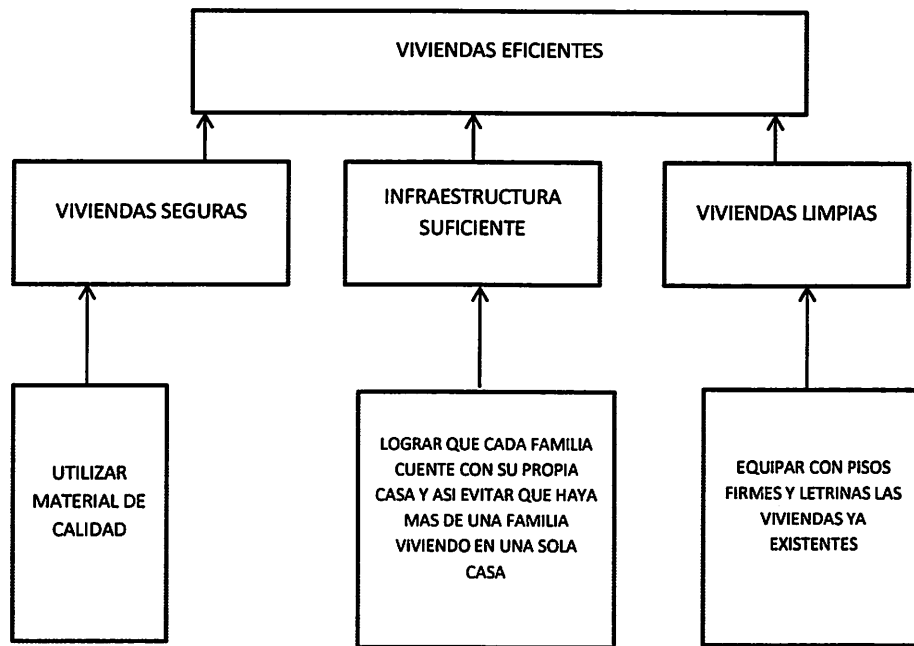 VIVIENDAS EFICIENTES
VIVIENDAS SEGURAS
INFRAESTRUCTURA
SUFICIENTE
VIVIENDAS LIMPIAS
UTILIZAR
MATERIAL DE
CALIDAD
LOGRAR QUE CADA FAMILIA
CUENTE CON SU PROPIA
CASA Y ASI EVITAR QUE HAYA
MAS DE UNA FAMILIA
VIVIENDO EN UNA SOLA
CASA
EQUIPAR CON PISOS
FIRMES Y LETRINAS LAS
VIVIENDAS YA
EXISTENTES